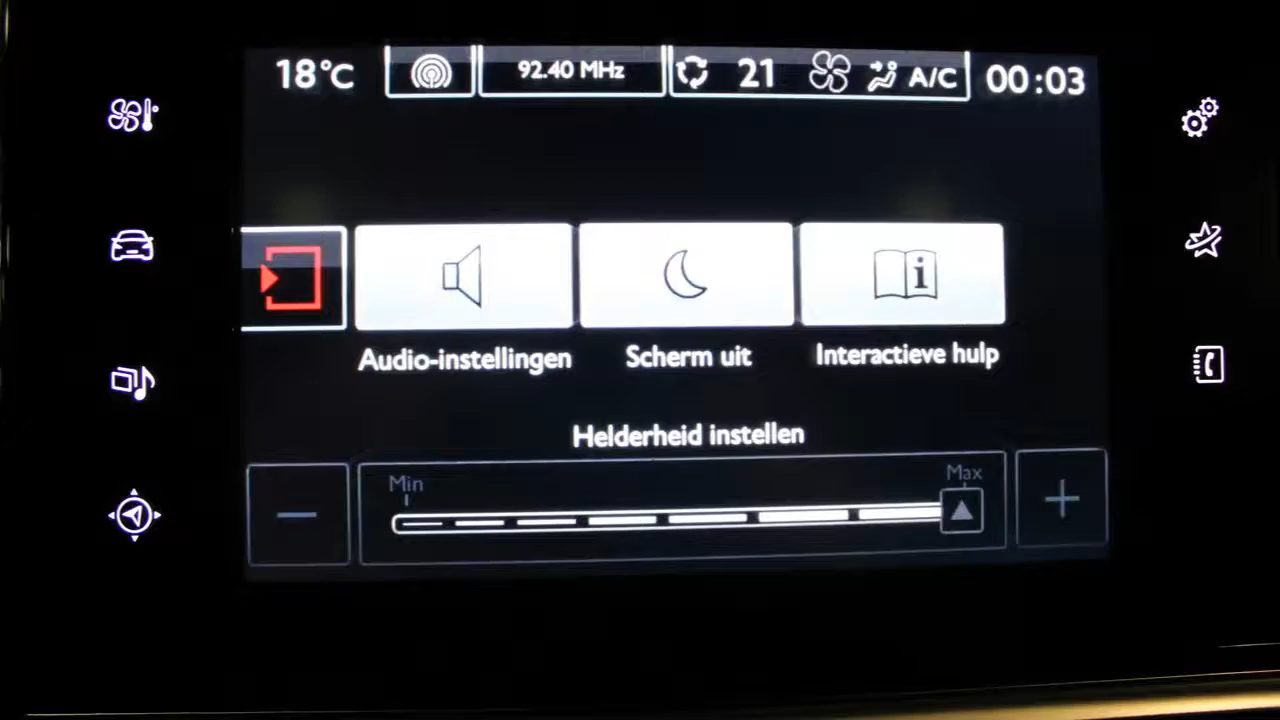 18°C 92.40 MHz 21 A/C 00:03
Audio-instellingen Scherm uit Interactieve hulp
Helderheid instellen
Min Max